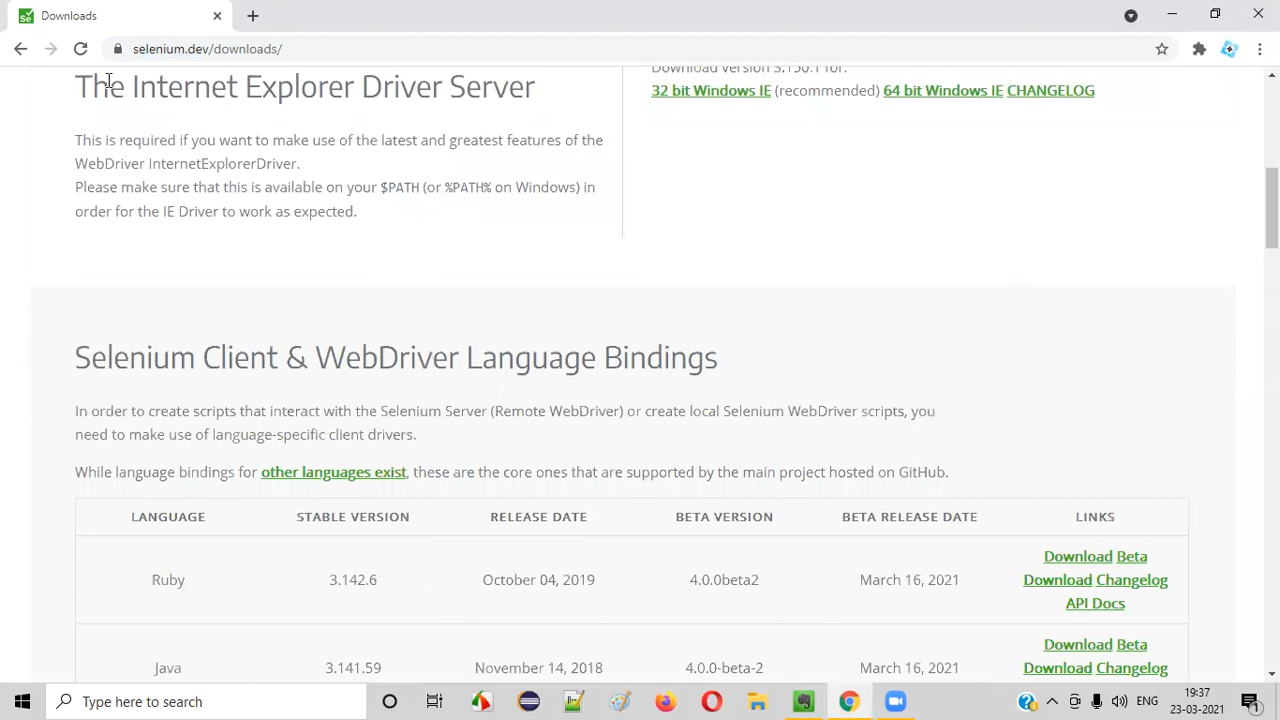 Downloads
selenium.dev/downloads/
The Internet Explorer Driver Server
Download version 3.150.1 for:
32 bit Windows IE (recommended) 64 bit Windows IE CHANGELOG
This is required if you want to make use of the latest and greatest features of the
WebDriver InternetExplorerDriver.
Please make sure that this is available on your $PATH (or %PATH% on Windows) in
order for the IE Driver to work as expected.
Selenium Client & WebDriver Language Bindings
In order to create scripts that interact with the Selenium Server (Remote WebDriver) or create local Selenium WebDriver scripts, you
need to make use of language-specific client drivers.
While language bindings for other languages exist, these are the core ones that are supported by the main project hosted on GitHub.
LANGUAGE STABLE VERSION RELEASE DATE BETA VERSION BETA RELEASE DATE LINKS
Ruby 3.142.6 October 04, 2019 4.0.0beta2 March 16, 2021 Download Beta
Download Changelog
API Docs
Java 3.141.59 November 14, 2018 4.0.0-beta-2 March 16, 2021 Download Beta
Download Changelog
Type here to search
ENG
19:37
23-03-2021